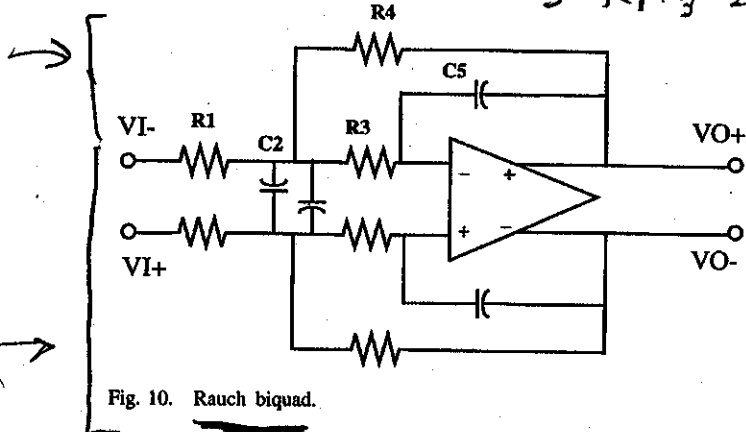 R4
C5
VI-
R1
C2
R3
VO+
- +
+ -
VI+
VO-
Fig. 10. Rauch biquad.